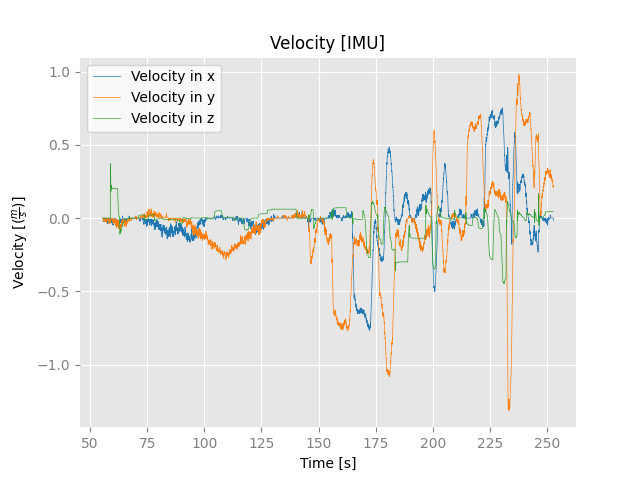 Velocity [IMU]
Velocity in x
Velocity in y
Velocity in z
1.0
0.5
0.0
−0.5
−1.0
Velocity [(m/s)]
50 75 100 125 150 175 200 225 250
Time [s]